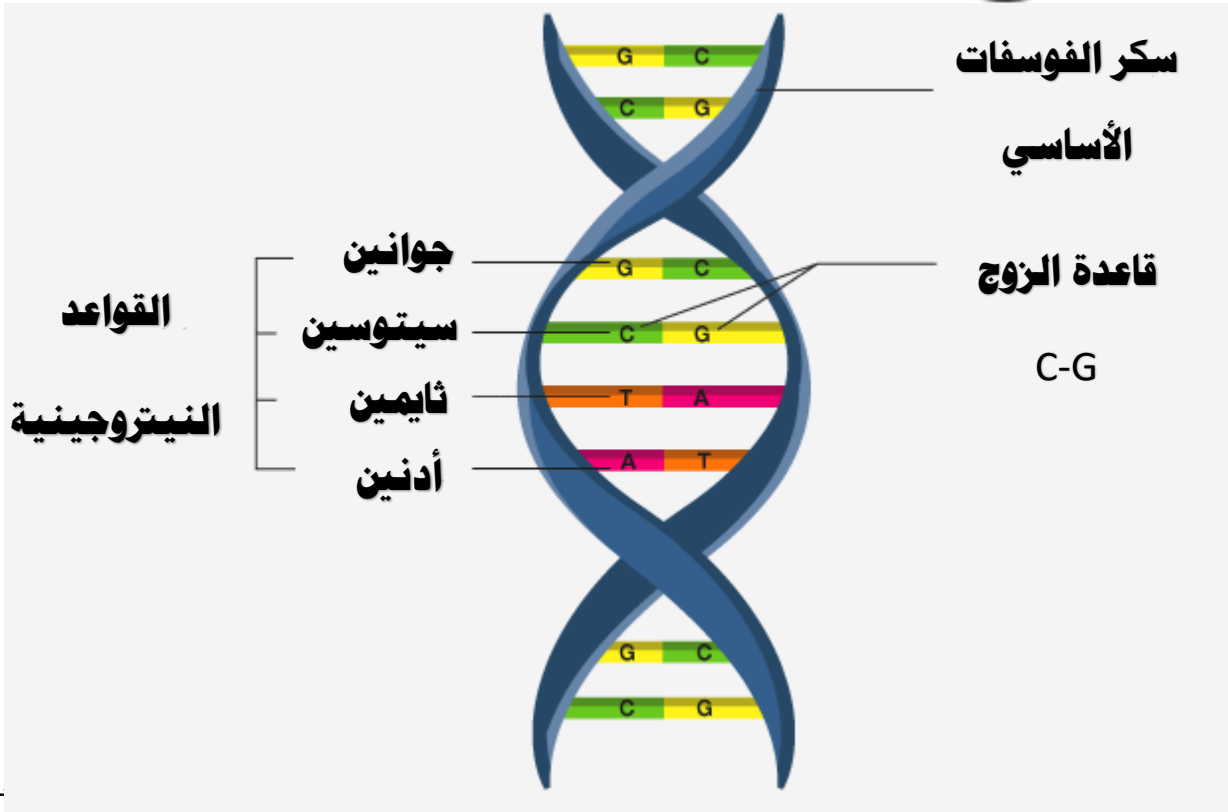 G C
سكر الفوسفات
C G
الأساسي
جوانين
G C
قاعدة الزوج
القواعد
سيتوسين
C G
C-G
ثايمين
T A
النيتروجينية
أدنين
A T
G C
C G